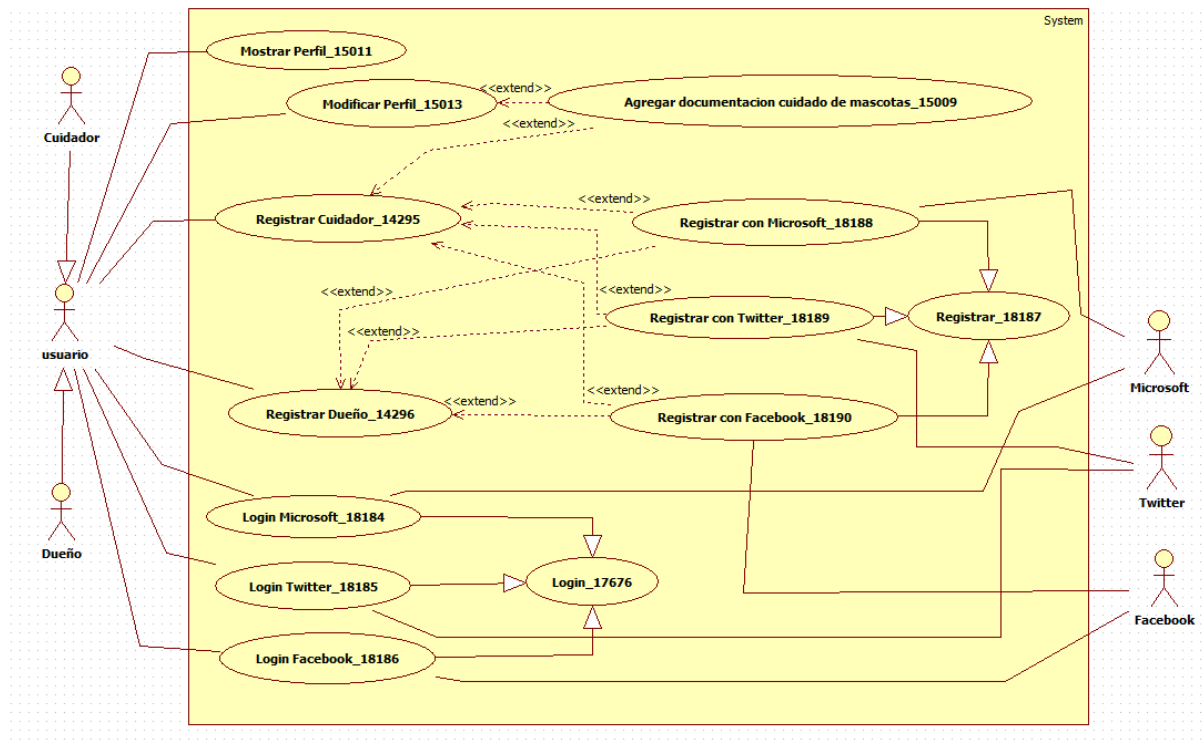 System
Mostrar Perfil_15011
Cuidador
Modificar Perfil_15013
<<extend>>
Agregar documentacion cuidado de mascotas_15009
<<extend>>
Registrar Cuidador_14295
<<extend>>
Registrar con Microsoft_18188
usuario
<<extend>>
<<extend>>
Registrar con Twitter_18189
Registrar_18187
Microsoft
Registrar Dueño_14296
<<extend>>
<<extend>>
Registrar con Facebook_18190
Twitter
Dueño
Login Microsoft_18184
Login Twitter_18185
Login_17676
Facebook
Login Facebook_18186